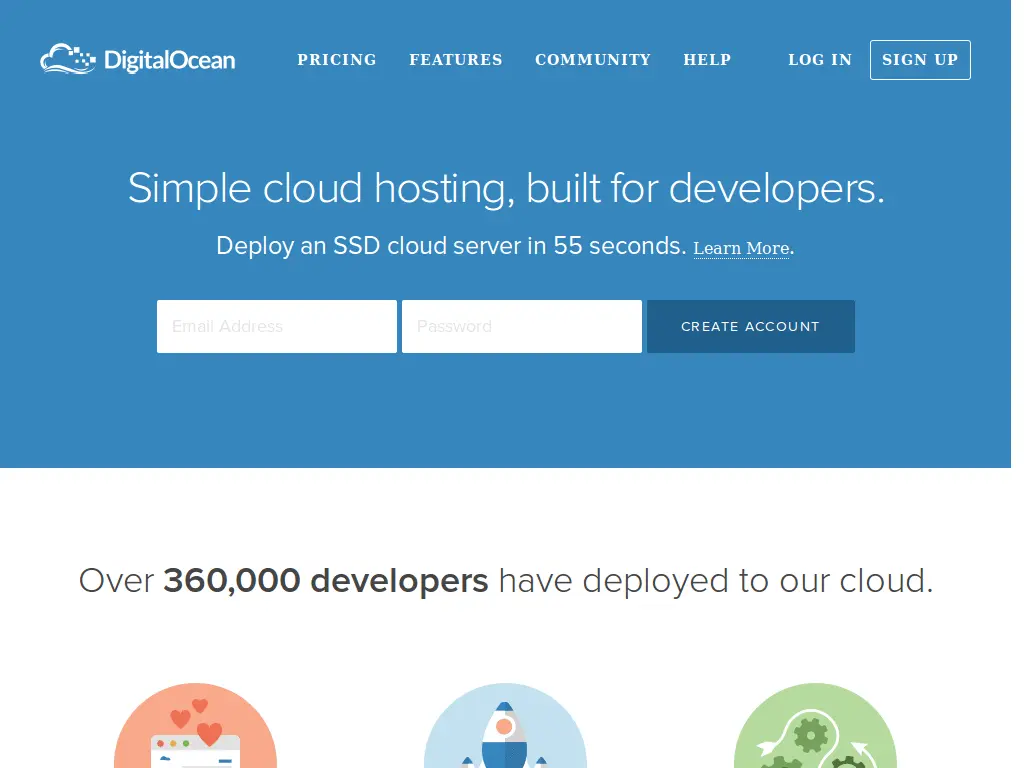 DigitalOcean PRICING FEATURES COMMUNITY HELP LOG IN SIGN UP
Simple cloud hosting, built for developers.
Deploy an SSD cloud server in 55 seconds. Learn More.
Email Address Password CREATE ACCOUNT
Over 360,000 developers have deployed to our cloud.